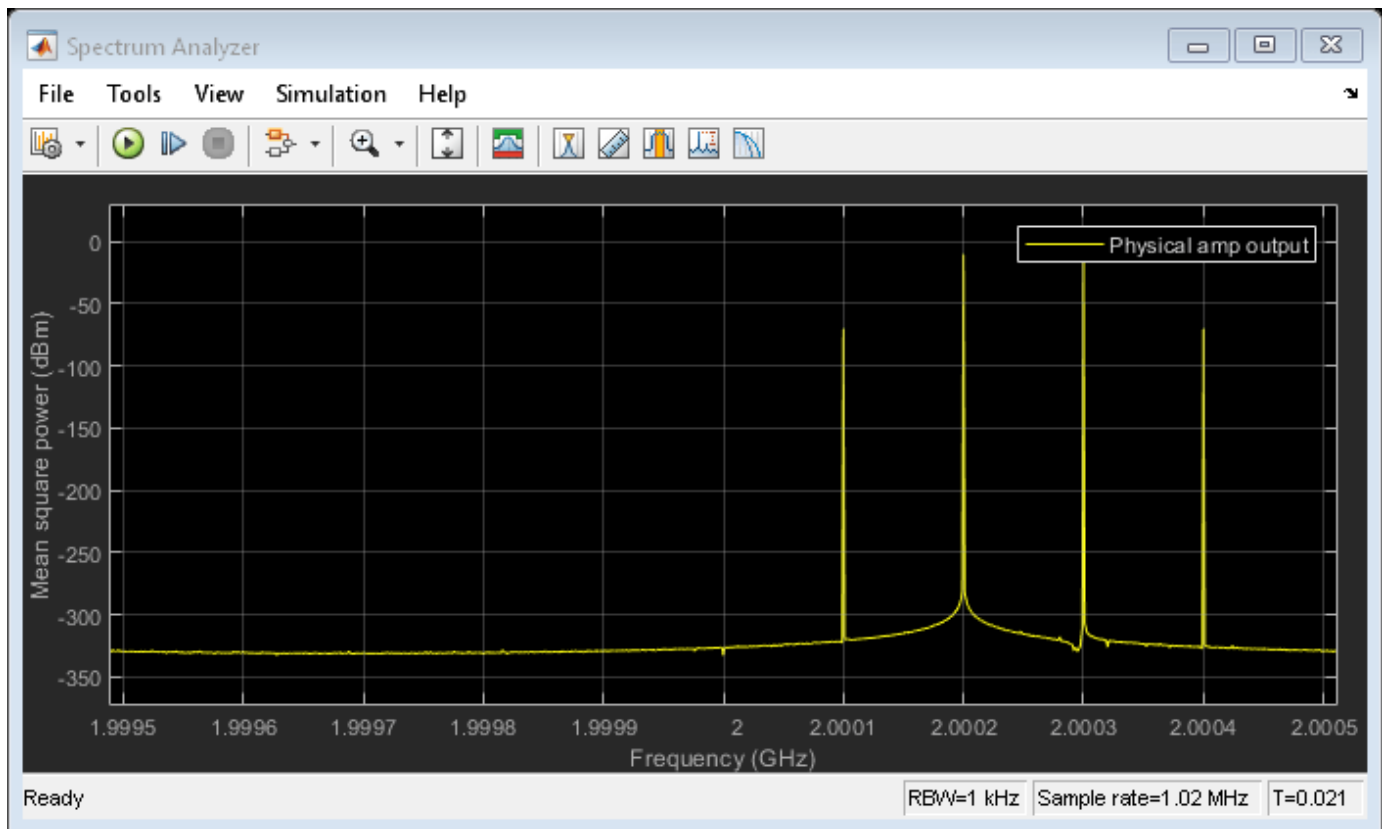 Spectrum Analyzer
File Tools View Simulation Help
Physical amp output
Mean square power (dBm)
0
-50
-100
-150
-200
-250
-300
-350
1.9995 1.9996 1.9997 1.9998 1.9999 2 2.0001 2.0002 2.0003 2.0004 2.0005
Frequency (GHz)
Ready RBW=1 kHz Sample rate=1.02 MHz T=0.021